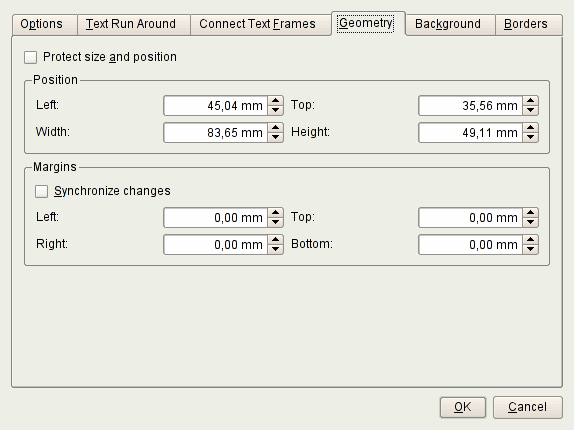 Options Text Run Around Connect Text Frames Geometry Background Borders
Protect size and position
Position
Left: 45,04 mm Top: 35,56 mm
Width: 83,65 mm Height: 49,11 mm
Margins
Synchronize changes
Left: 0,00 mm Top: 0,00 mm
Right: 0,00 mm Bottom: 0,00 mm
OK Cancel